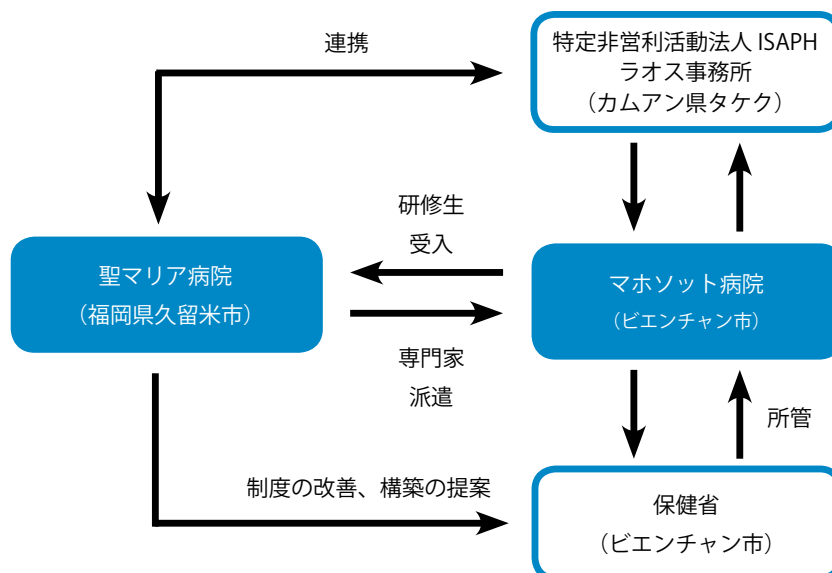 連携
特定非営利活動法人 ISAPH
ラオス事務所
（カムアン県タケク）
研修生
受入
聖マリア病院
（福岡県久留米市）
マホソット病院
（ビエンチャン市）
専門家
派遣
所管
制度の改善、構築の提案
保健省
（ビエンチャン市）